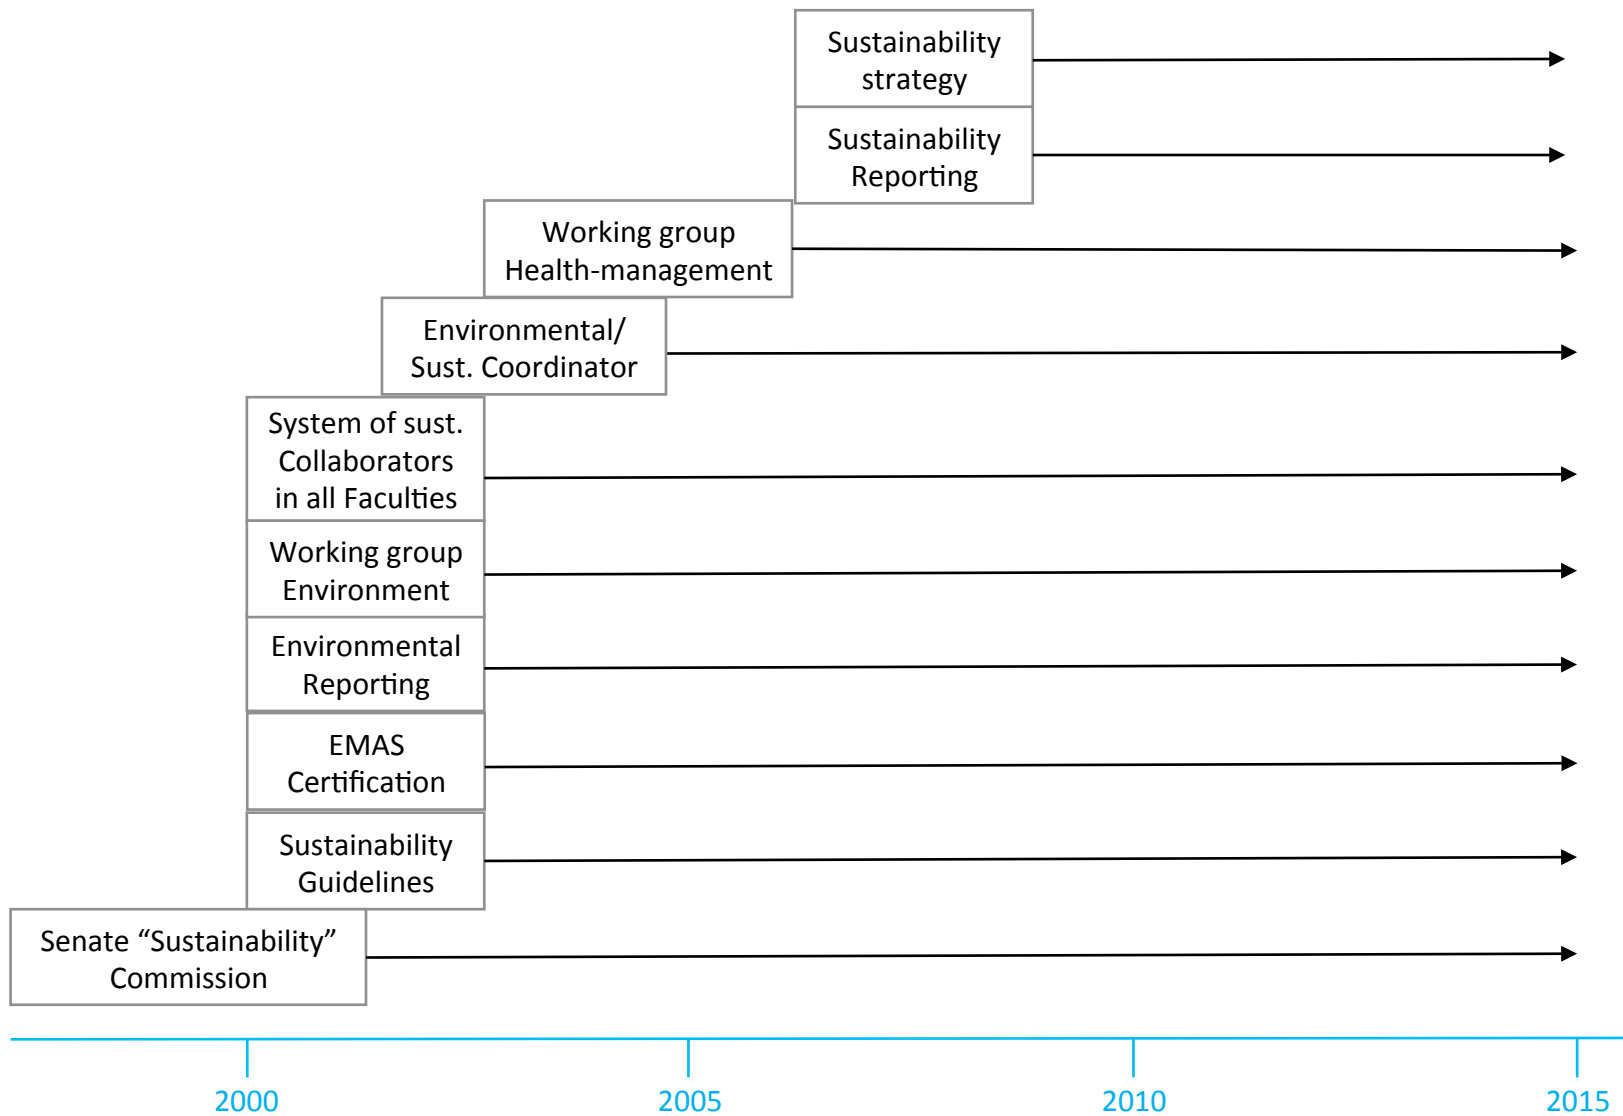 Sustainability
strategy
Sustainability
Reporting
Working group
Health-management
Environmental/
Sust. Coordinator
System of sust.
Collaborators
in all Faculties
Working group
Environment
Environmental
Reporting
EMAS
Certification
Sustainability
Guidelines
Senate “Sustainability”
Commission
2000
2005
2010
2015